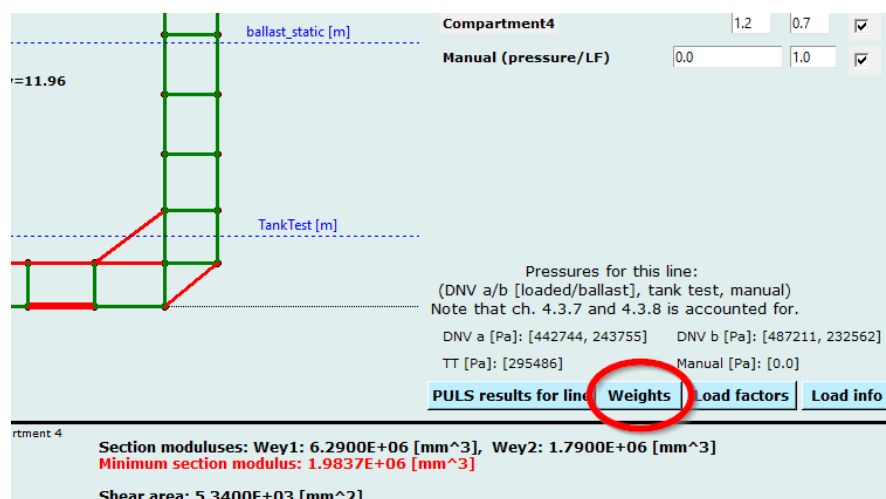 ballast_static [m]
Compartment4 1.2 0.7
Manual (pressure/LF) 0.0 1.0
=11.96
TankTest [m]
Pressures for this line:
(DNV a/b [loaded/ballast], tank test, manual)
Note that ch. 4.3.7 and 4.3.8 is accounted for.
DNV a [Pa]: [442744, 243755] DNV b [Pa]: [487211, 232562]
TT [Pa]: [295486] Manual [Pa]: [0.0]
PULS results for line Weights Load factors Load info
rtment 4
Section moduluses: Wey1: 6.2900E+06 [mm^3], Wey2: 1.7900E+06 [mm^3]
Minimum section modulus: 1.9837E+06 [mm^3]
Shear area: 5.3400E+03 [mm^2]